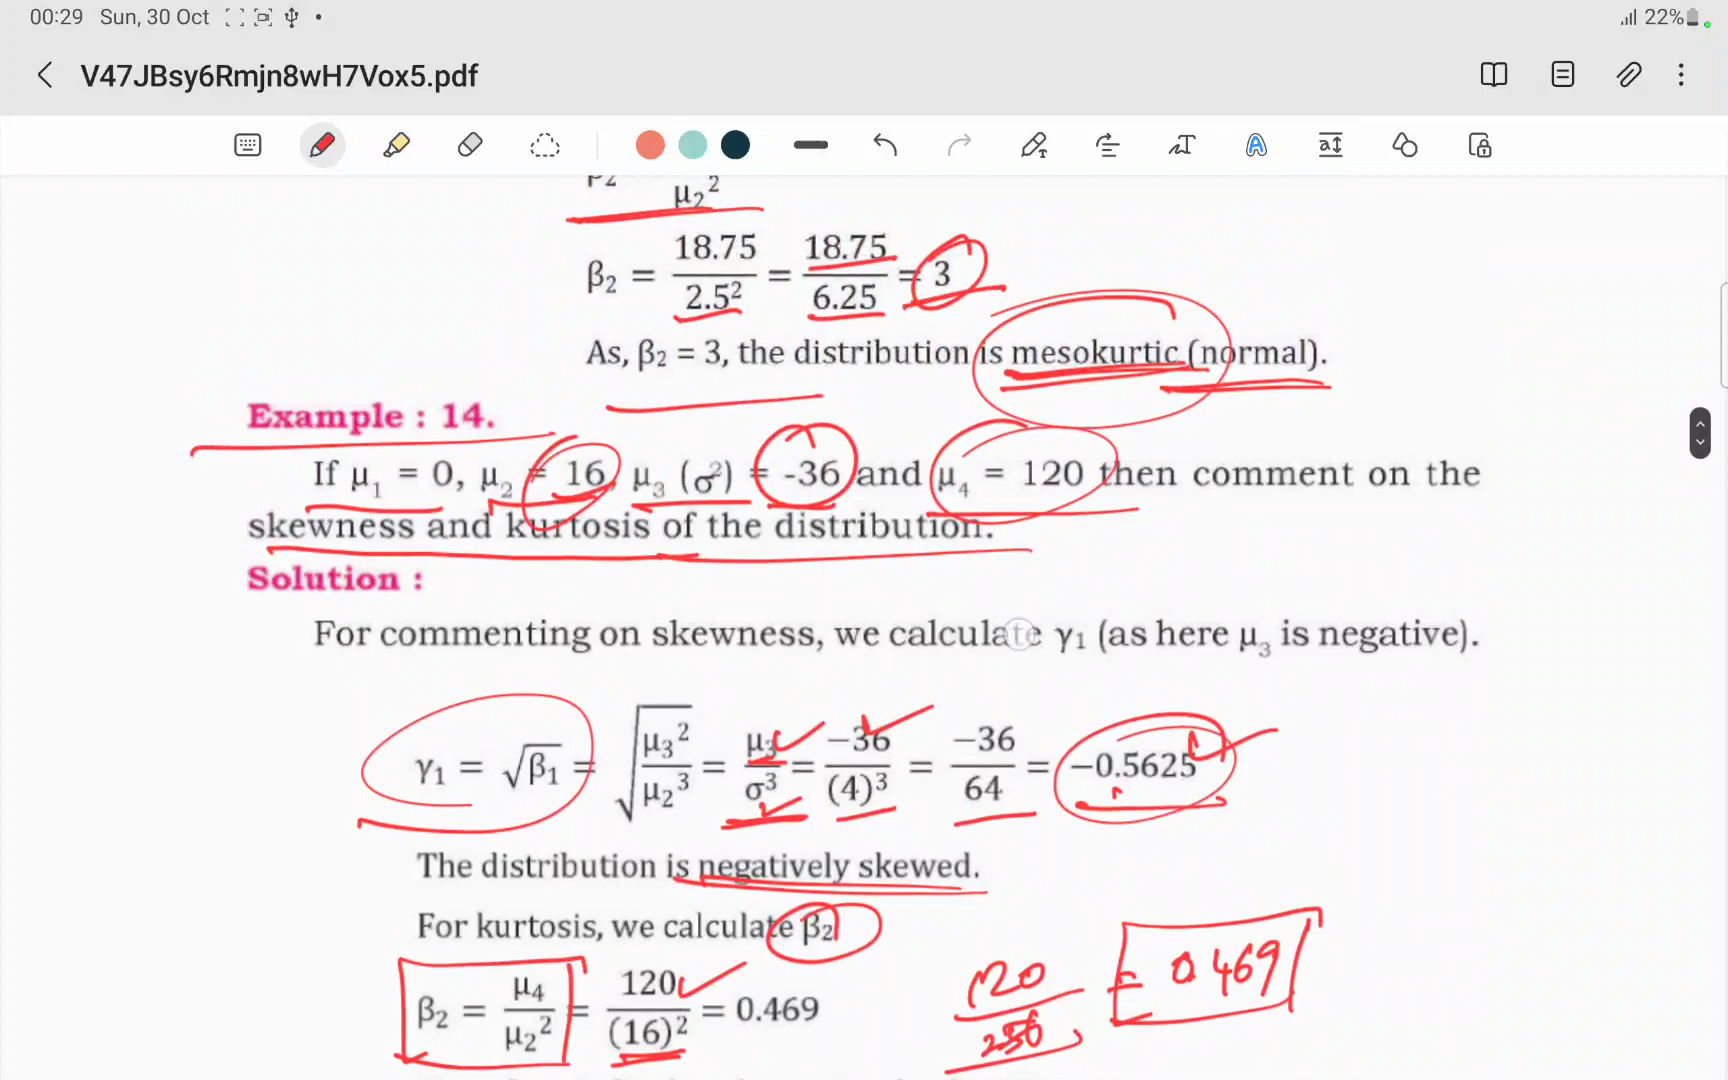 00:29 Sun, 30 Oct 22%
V47JBsy6Rmjn8wH7Vox5.pdf
β₂ μ₂²
β₂ = 18.75/2.5² = 18.75/6.25 = 3
As, β₂ = 3, the distribution is mesokurtic (normal).
Example : 14.
If μ₁ = 0, μ₂ = 16, μ₃ (σ²) = -36 and μ₄ = 120 then comment on the
skewness and kurtosis of the distribution.
Solution :
For commenting on skewness, we calculate γ₁ (as here μ₃ is negative).
γ₁ = √β₁ = √(μ₃²/μ₂³) = μ₃/σ³ = −36/(4)³ = −36/64 = −0.5625
The distribution is negatively skewed.
For kurtosis, we calculate β₂
β₂ = μ₄/μ₂² = 120/(16)² = 0.469
120/256 = 0.469